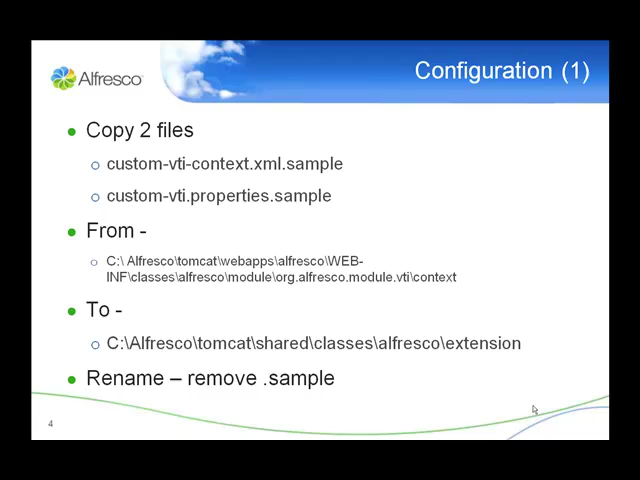 Alfresco
Configuration (1)
Copy 2 files
custom-vti-context.xml.sample
custom-vti.properties.sample
From -
C:\ Alfresco\tomcat\webapps\alfresco\WEB-
INF\classes\alfresco\module\org.alfresco.module.vti\context
To -
C:\Alfresco\tomcat\shared\classes\alfresco\extension
Rename – remove .sample
4